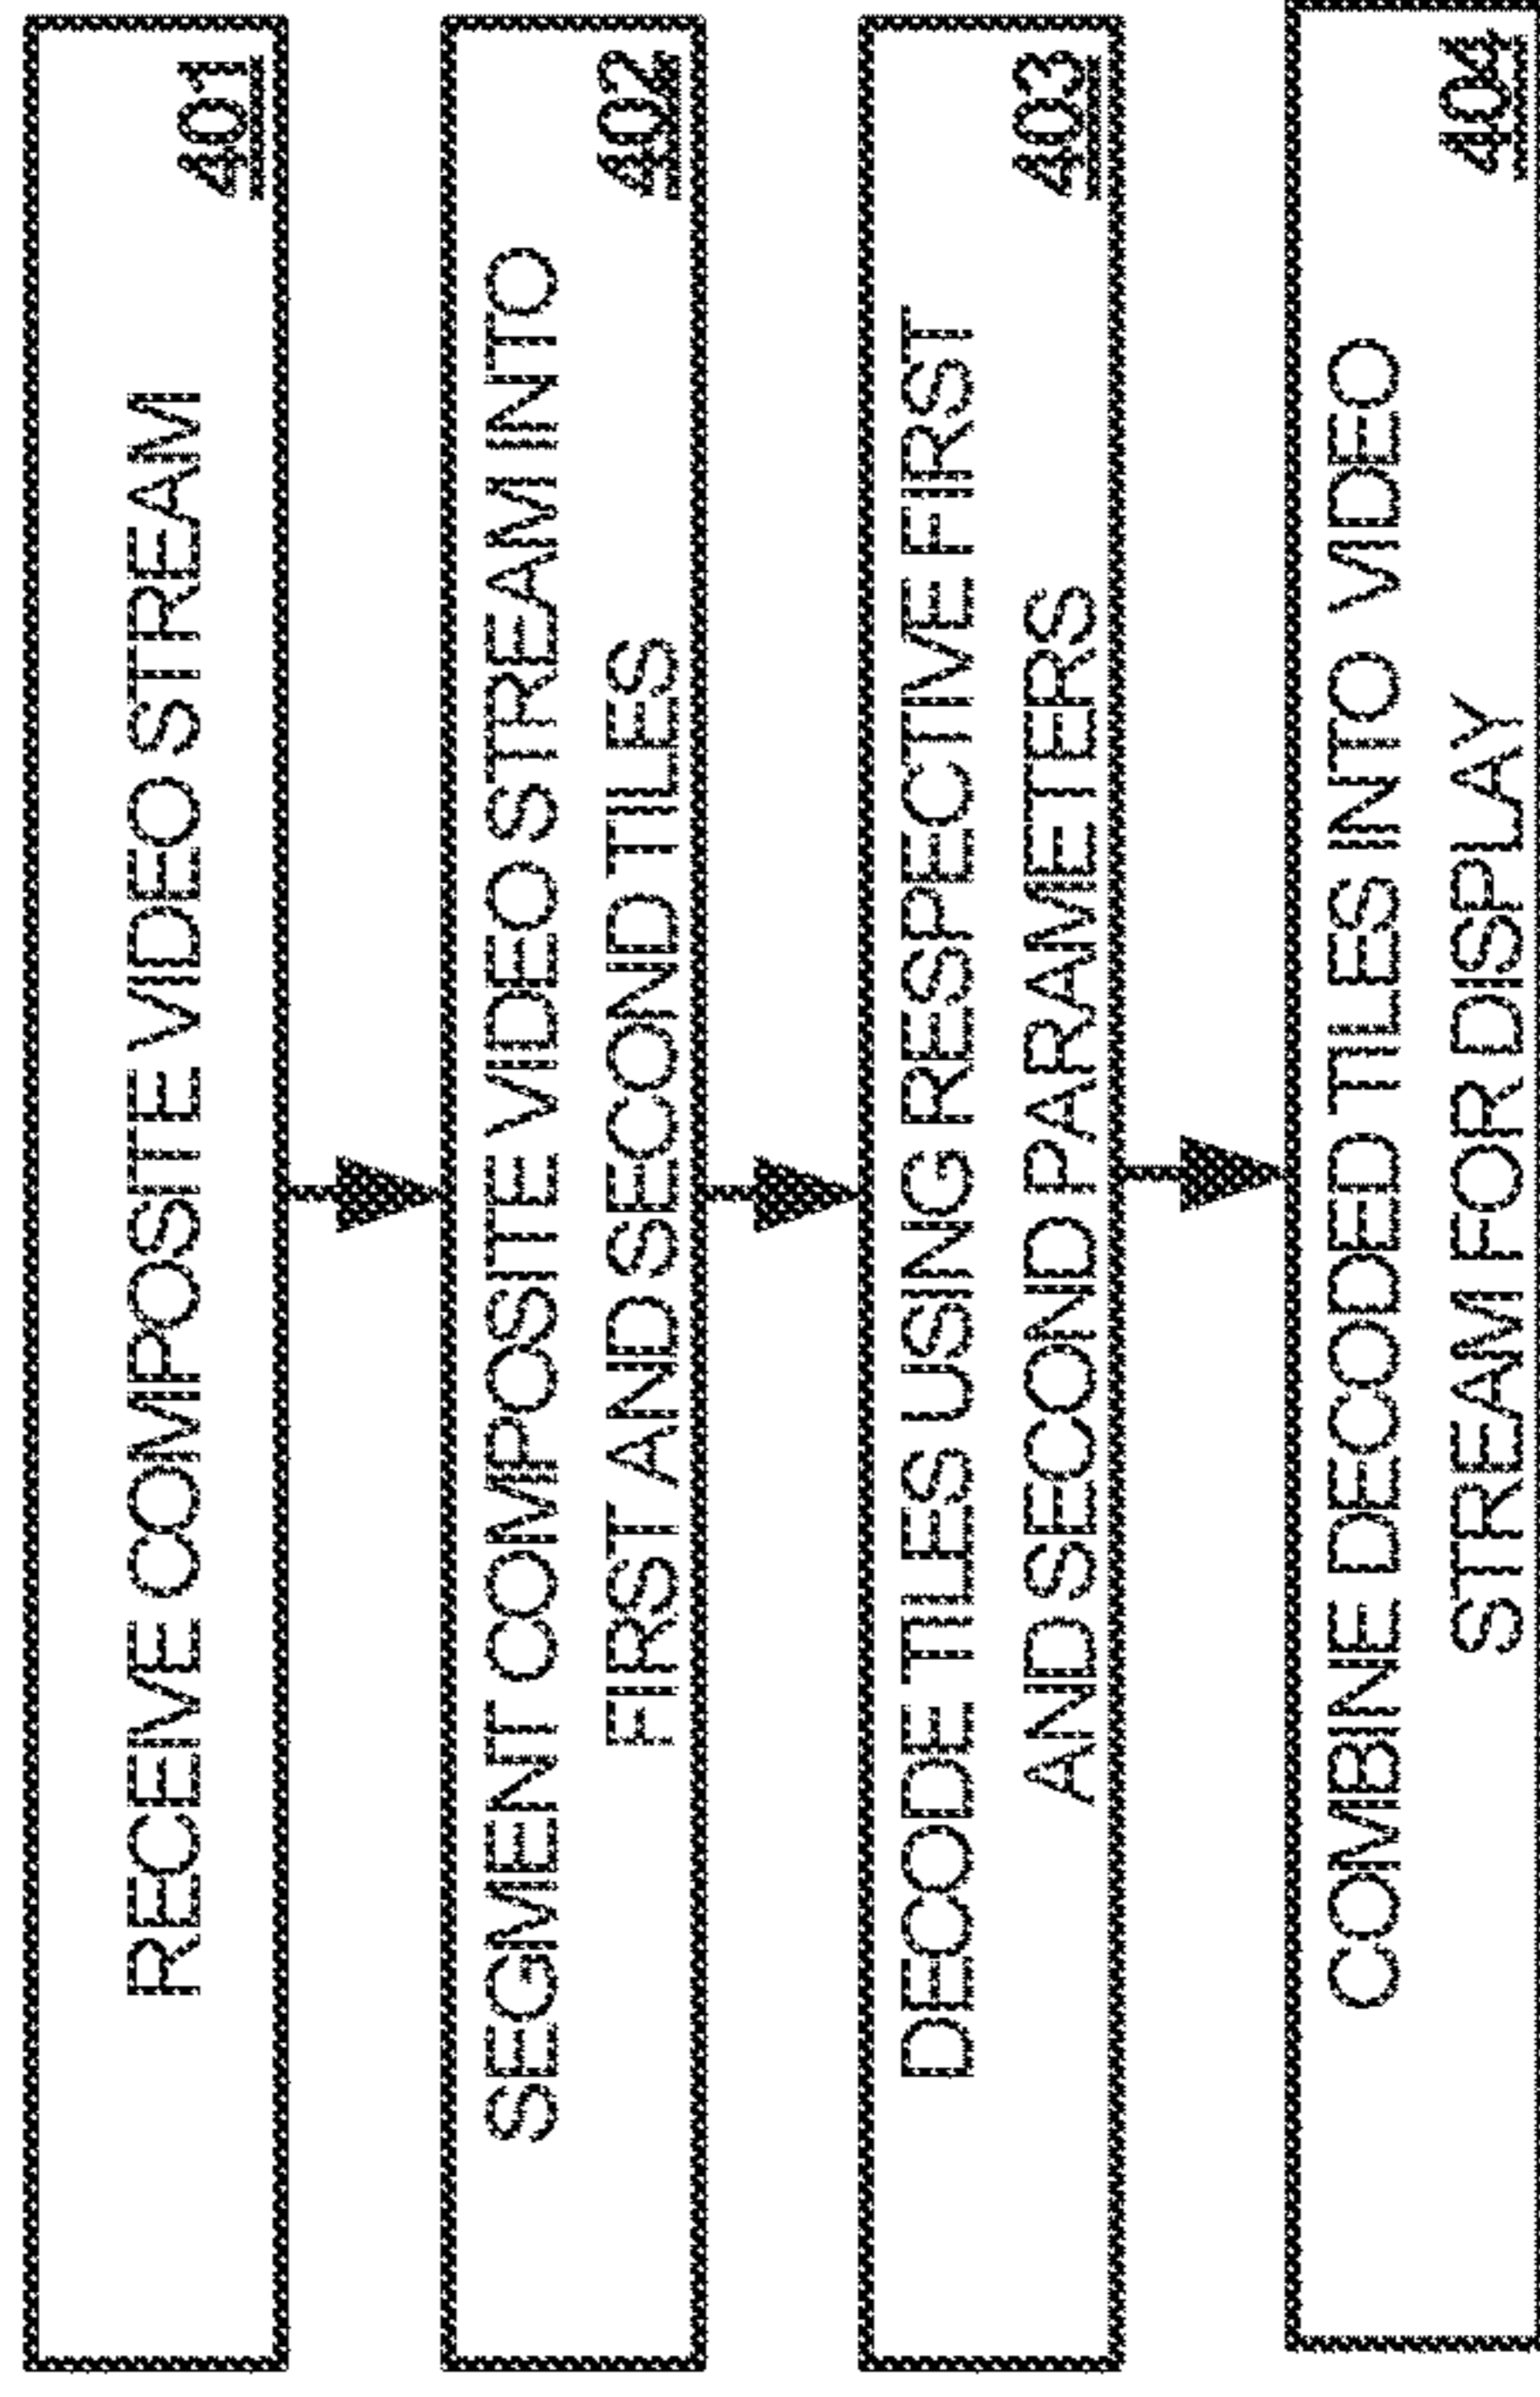 RECEIVE COMPOSITE VIDEO STREAM
401
SEGMENT COMPOSITE VIDEO STREAM INTO
FIRST AND SECOND TILES
402
DECODE TILES USING RESPECTIVE FIRST
AND SECOND PARAMETERS
403
COMBINE DECODED TILES INTO VIDEO
STREAM FOR DISPLAY
404